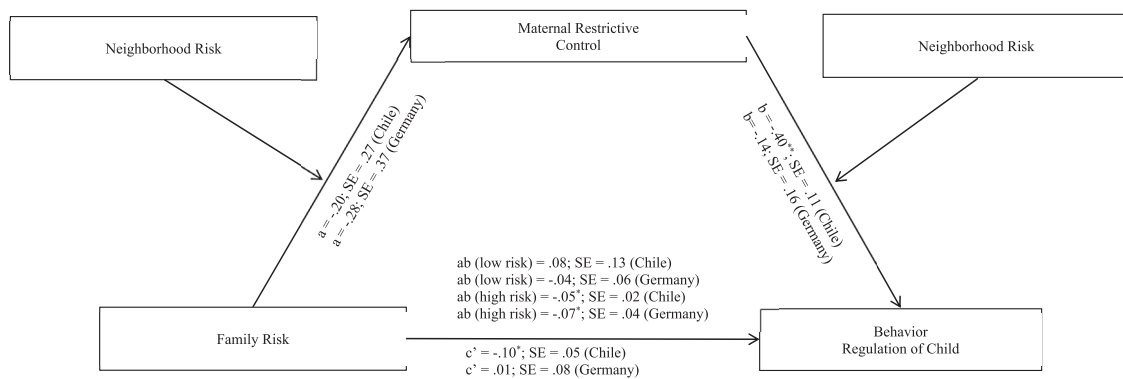 Neighborhood Risk
Maternal Restrictive
Control
Neighborhood Risk
a = -.20; SE = .27 (Chile)
a = -.28; SE = .37 (Germany)
b = -.40**; SE = .11 (Chile)
b= -.14; SE = .16 (Germany)
ab (low risk) = .08; SE = .13 (Chile)
ab (low risk) = -.04; SE = .06 (Germany)
ab (high risk) = -.05*; SE = .02 (Chile)
ab (high risk) = -.07*; SE = .04 (Germany)
Family Risk
Behavior
Regulation of Child
c’ = -.10*; SE = .05 (Chile)
c’ = .01; SE = .08 (Germany)